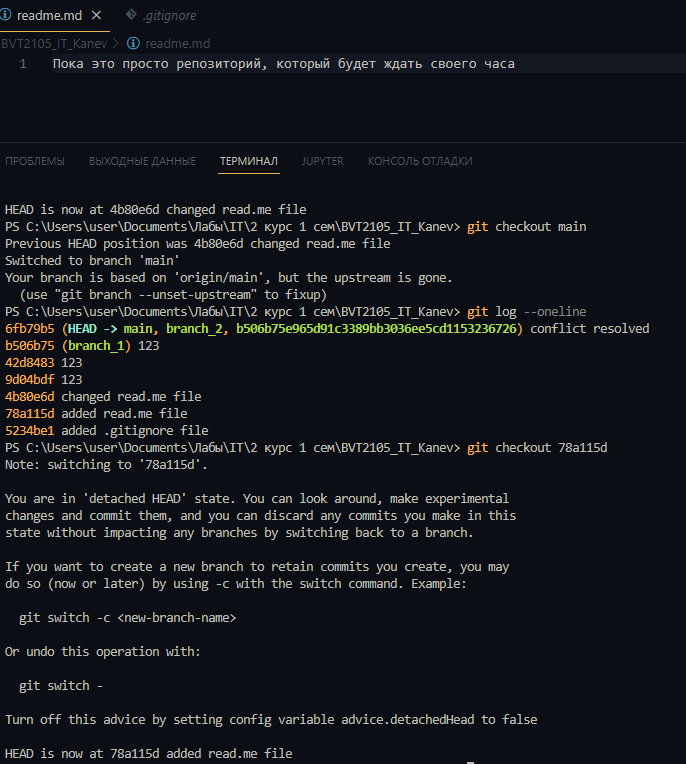 readme.md
.gitignore
BVT2105_IT_Kanev > readme.md
1 Пока это просто репозиторий, который будет ждать своего часа
ПРОБЛЕМЫ ВЫХОДНЫЕ ДАННЫЕ ТЕРМИНАЛ JUPYTER КОНСОЛЬ ОТЛАДКИ
HEAD is now at 4b80e6d changed read.me file
PS C:\Users\user\Documents\Лабы\IT\2 курс 1 сем\BVT2105_IT_Kanev> git checkout main
Previous HEAD position was 4b80e6d changed read.me file
Switched to branch 'main'
Your branch is based on 'origin/main', but the upstream is gone.
  (use "git branch --unset-upstream" to fixup)
PS C:\Users\user\Documents\Лабы\IT\2 курс 1 сем\BVT2105_IT_Kanev> git log --oneline
6fb79b5 (HEAD -> main, branch_2, b506b75e965d91c3389bb3036ee5cd1153236726) conflict resolved
b506b75 (branch_1) 123
42d8483 123
9d04bdf 123
4b80e6d changed read.me file
78a115d added read.me file
5234be1 added .gitignore file
PS C:\Users\user\Documents\Лабы\IT\2 курс 1 сем\BVT2105_IT_Kanev> git checkout 78a115d
Note: switching to '78a115d'.
You are in 'detached HEAD' state. You can look around, make experimental
changes and commit them, and you can discard any commits you make in this
state without impacting any branches by switching back to a branch.
If you want to create a new branch to retain commits you create, you may
do so (now or later) by using -c with the switch command. Example:
  git switch -c <new-branch-name>
Or undo this operation with:
  git switch -
Turn off this advice by setting config variable advice.detachedHead to false
HEAD is now at 78a115d added read.me file